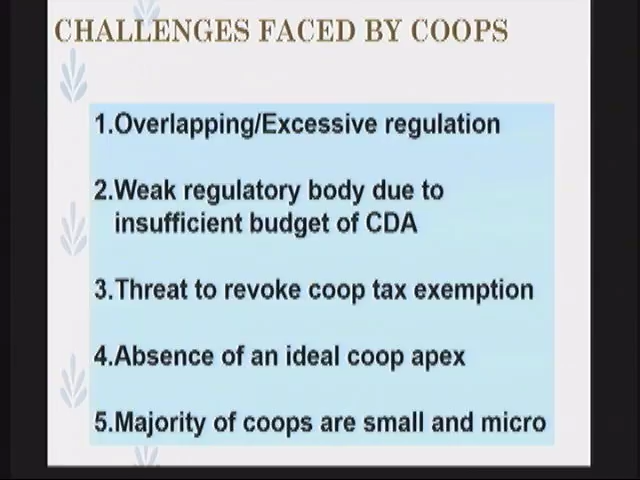 CHALLENGES FACED BY COOPS
1.Overlapping/Excessive regulation
2.Weak regulatory body due to
insufficient budget of CDA
3.Threat to revoke coop tax exemption
4.Absence of an ideal coop apex
5.Majority of coops are small and micro